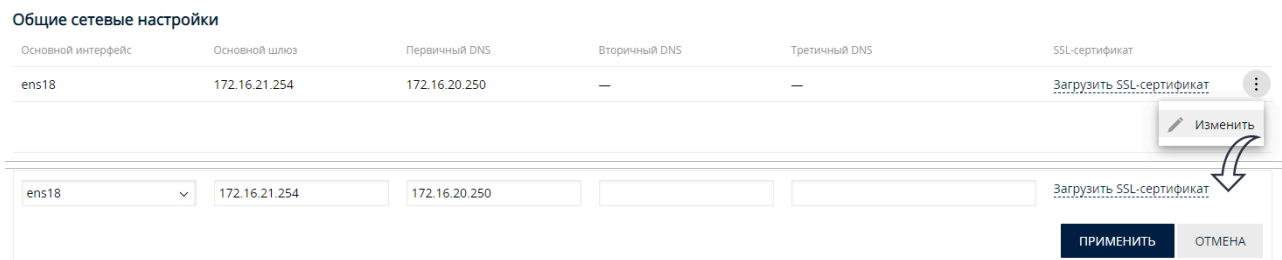 Общие сетевые настройки
Основной интерфейс Основной шлюз Первичный DNS Вторичный DNS Третичный DNS SSL-сертификат
ens18 172.16.21.254 172.16.20.250 — — Загрузить SSL-сертификат
Изменить
ens18 172.16.21.254 172.16.20.250 Загрузить SSL-сертификат
ПРИМЕНИТЬ ОТМЕНА